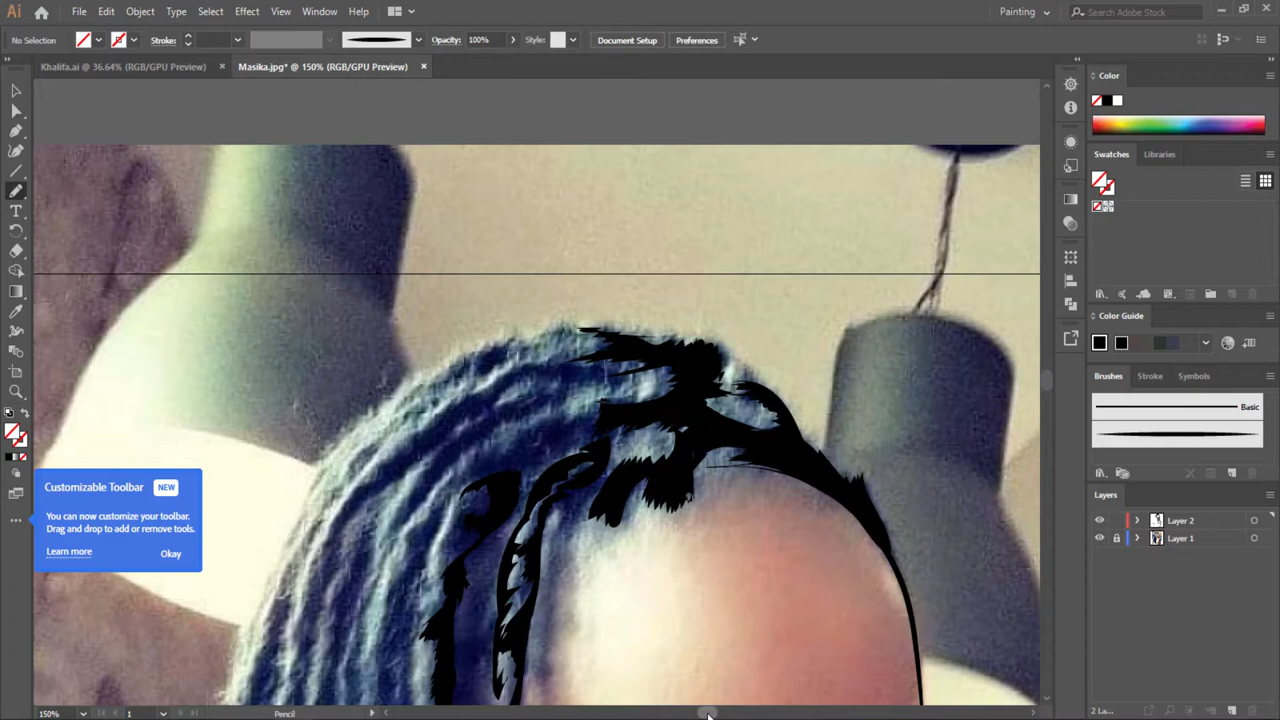 Ai File Edit Object Type Select Effect View Window Help Painting Search Adobe Stock
No Selection Stroke: Opacity: 100% Style: Document Setup Preferences
Khalifa.ai @ 36.64% (RGB/GPU Preview) × Masika.jpg* @ 150% (RGB/GPU Preview) ×
Color
Swatches Libraries
Color Guide
Brushes Stroke Symbols
Basic
Customizable Toolbar NEW
You can now customize your toolbar.
Drag and drop to add or remove tools.
Learn more Okay
Layers
Layer 2
Layer 1
150% 1 Pencil 2 La...